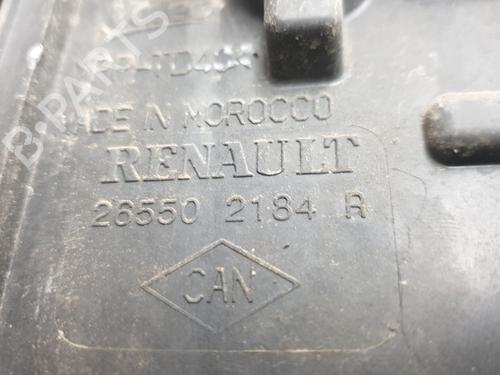 MADE IN MOROCCO
RENAULT
26550 2184 R
CAN
B-PARTS